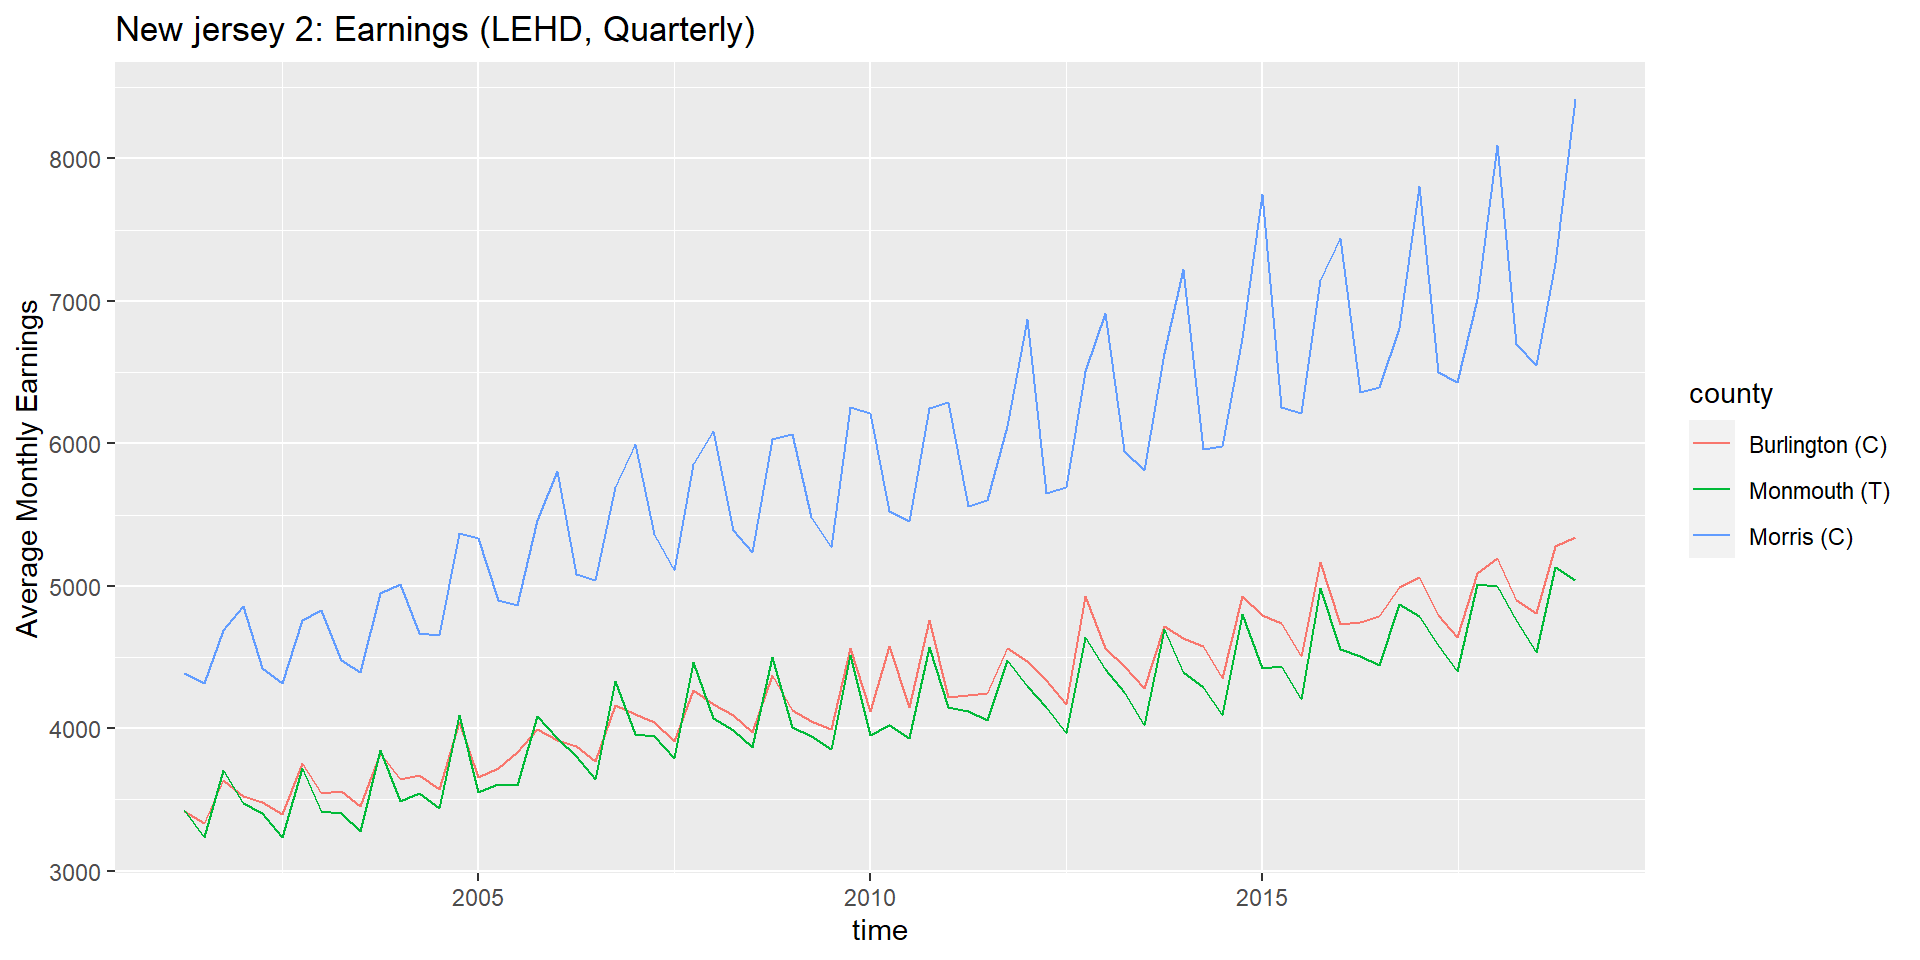 New jersey 2: Earnings (LEHD, Quarterly)
Average Monthly Earnings
8000
7000
6000
5000
4000
3000
2005
2010
2015
time
county
Burlington (C)
Monmouth (T)
Morris (C)